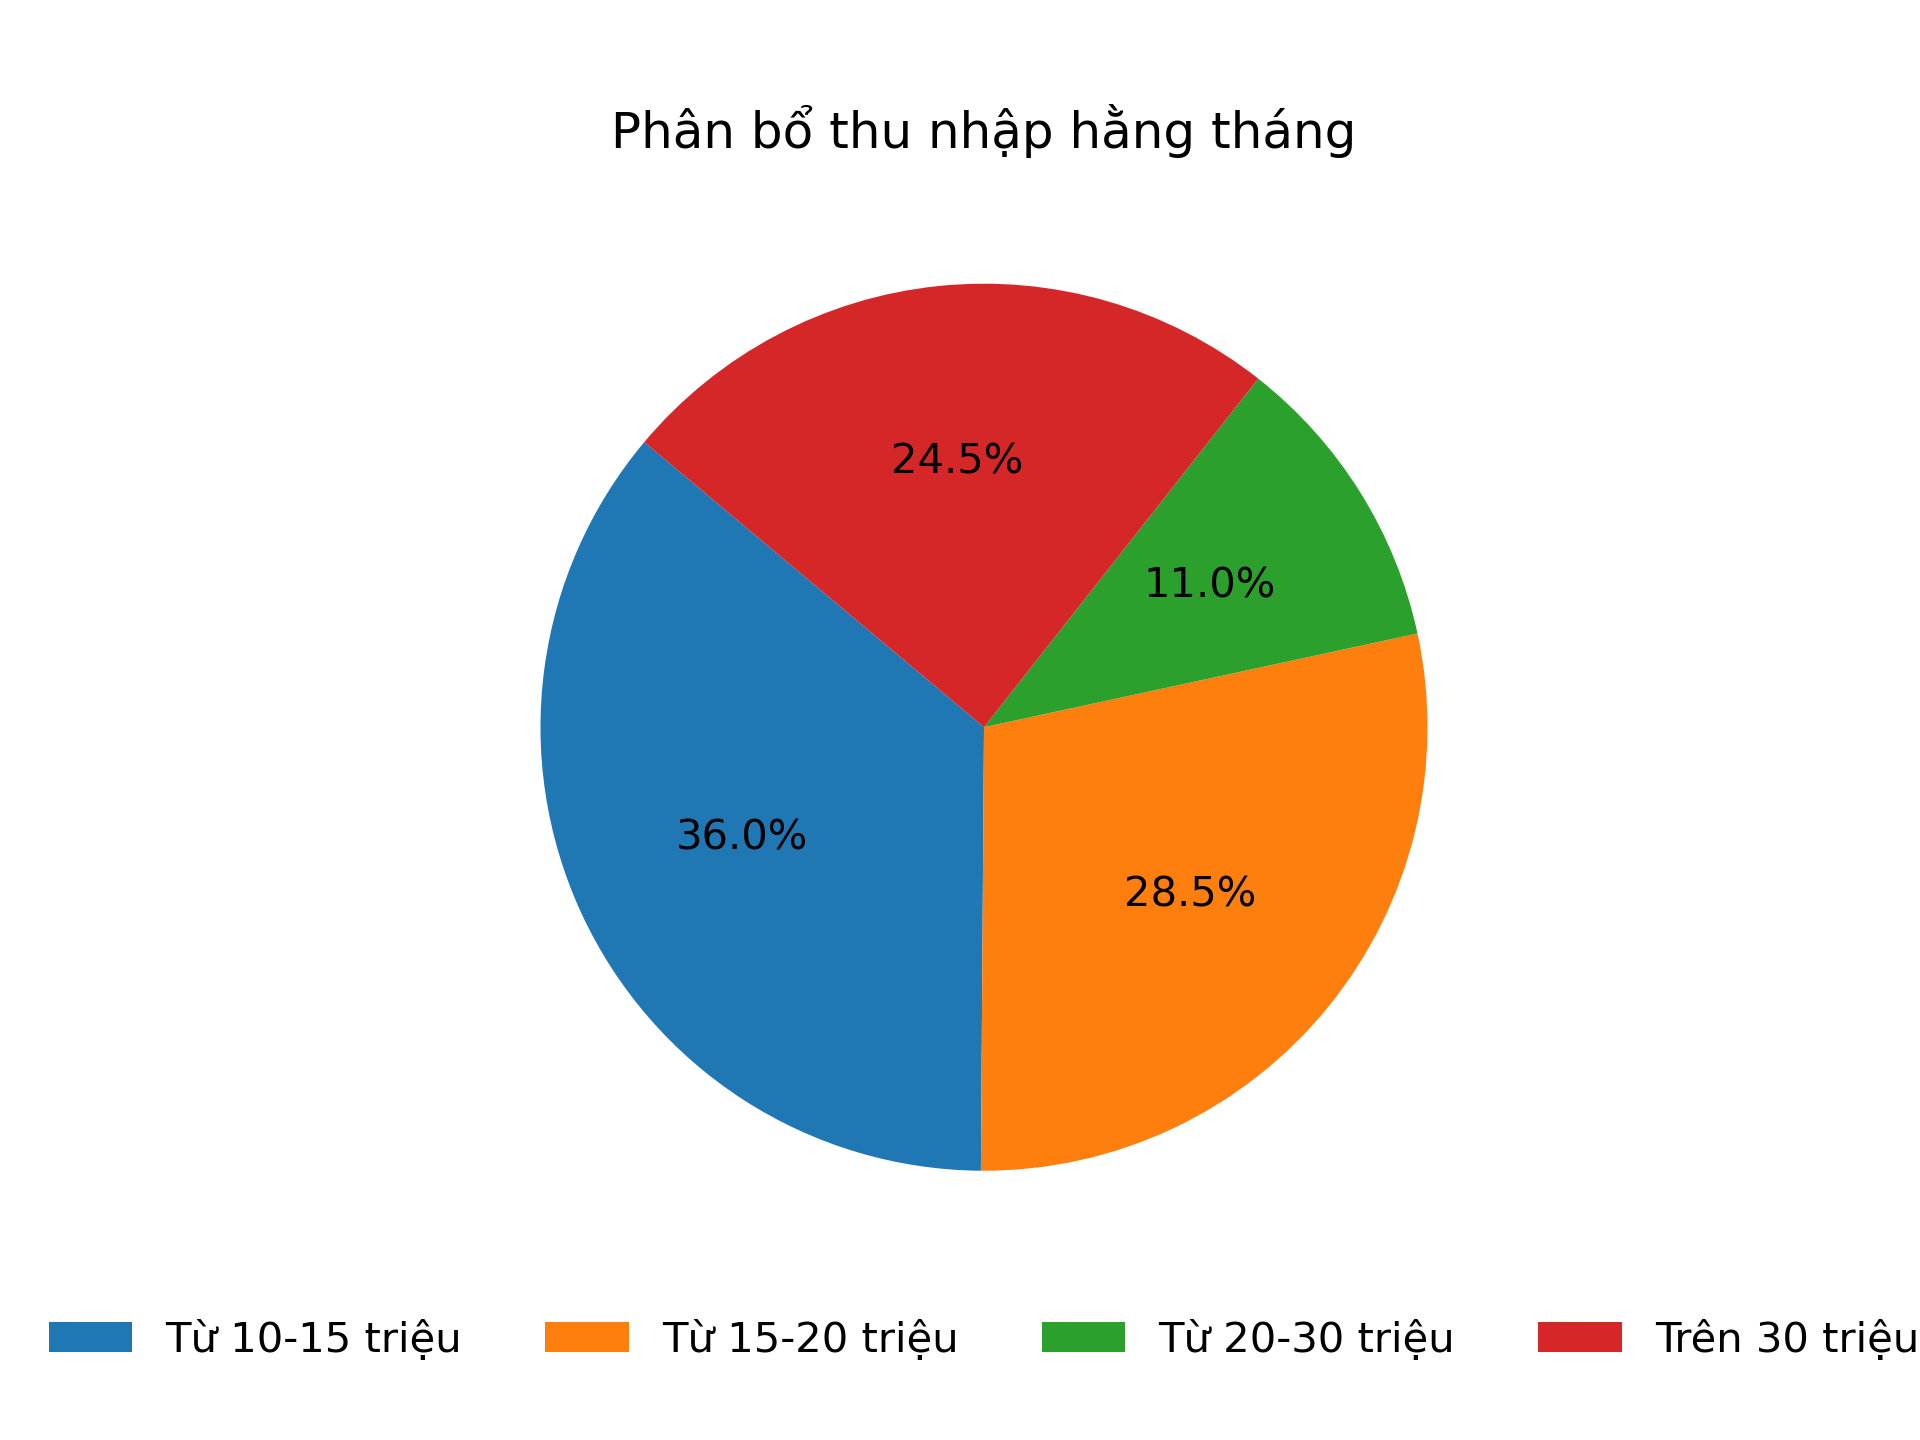 Phân bổ thu nhập hằng tháng
24.5%
11.0%
36.0%
28.5%
Từ 10-15 triệu
Từ 15-20 triệu
Từ 20-30 triệu
Trên 30 triệu